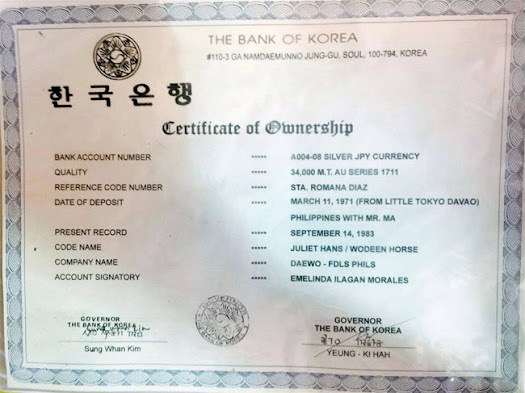 THE BANK OF KOREA
#110-3 GA NAMDAEMUNNO JUNG-GU, SOUL, 100-794, KOREA
한국은행
Certificate of Ownership
BANK ACCOUNT NUMBER ***** A004-08 SILVER JPY CURRENCY
QUALITY ***** 34,000 M.T. AU SERIES 1711
REFERENCE CODE NUMBER ***** STA. ROMANA DIAZ
DATE OF DEPOSIT ***** MARCH 11, 1971 (FROM LITTLE TOKYO DAVAO)
PHILIPPINES WITH MR. MA
PRESENT RECORD ***** SEPTEMBER 14, 1983
CODE NAME ***** JULIET HANS / WODEEN HORSE
COMPANY NAME ***** DAEWO - FDLS PHILS
ACCOUNT SIGNATORY ***** EMELINDA ILAGAN MORALES
GOVERNOR
THE BANK OF KOREA
Sung Whan Kim
GOVERNOR
THE BANK OF KOREA
YEUNG - KI HAH